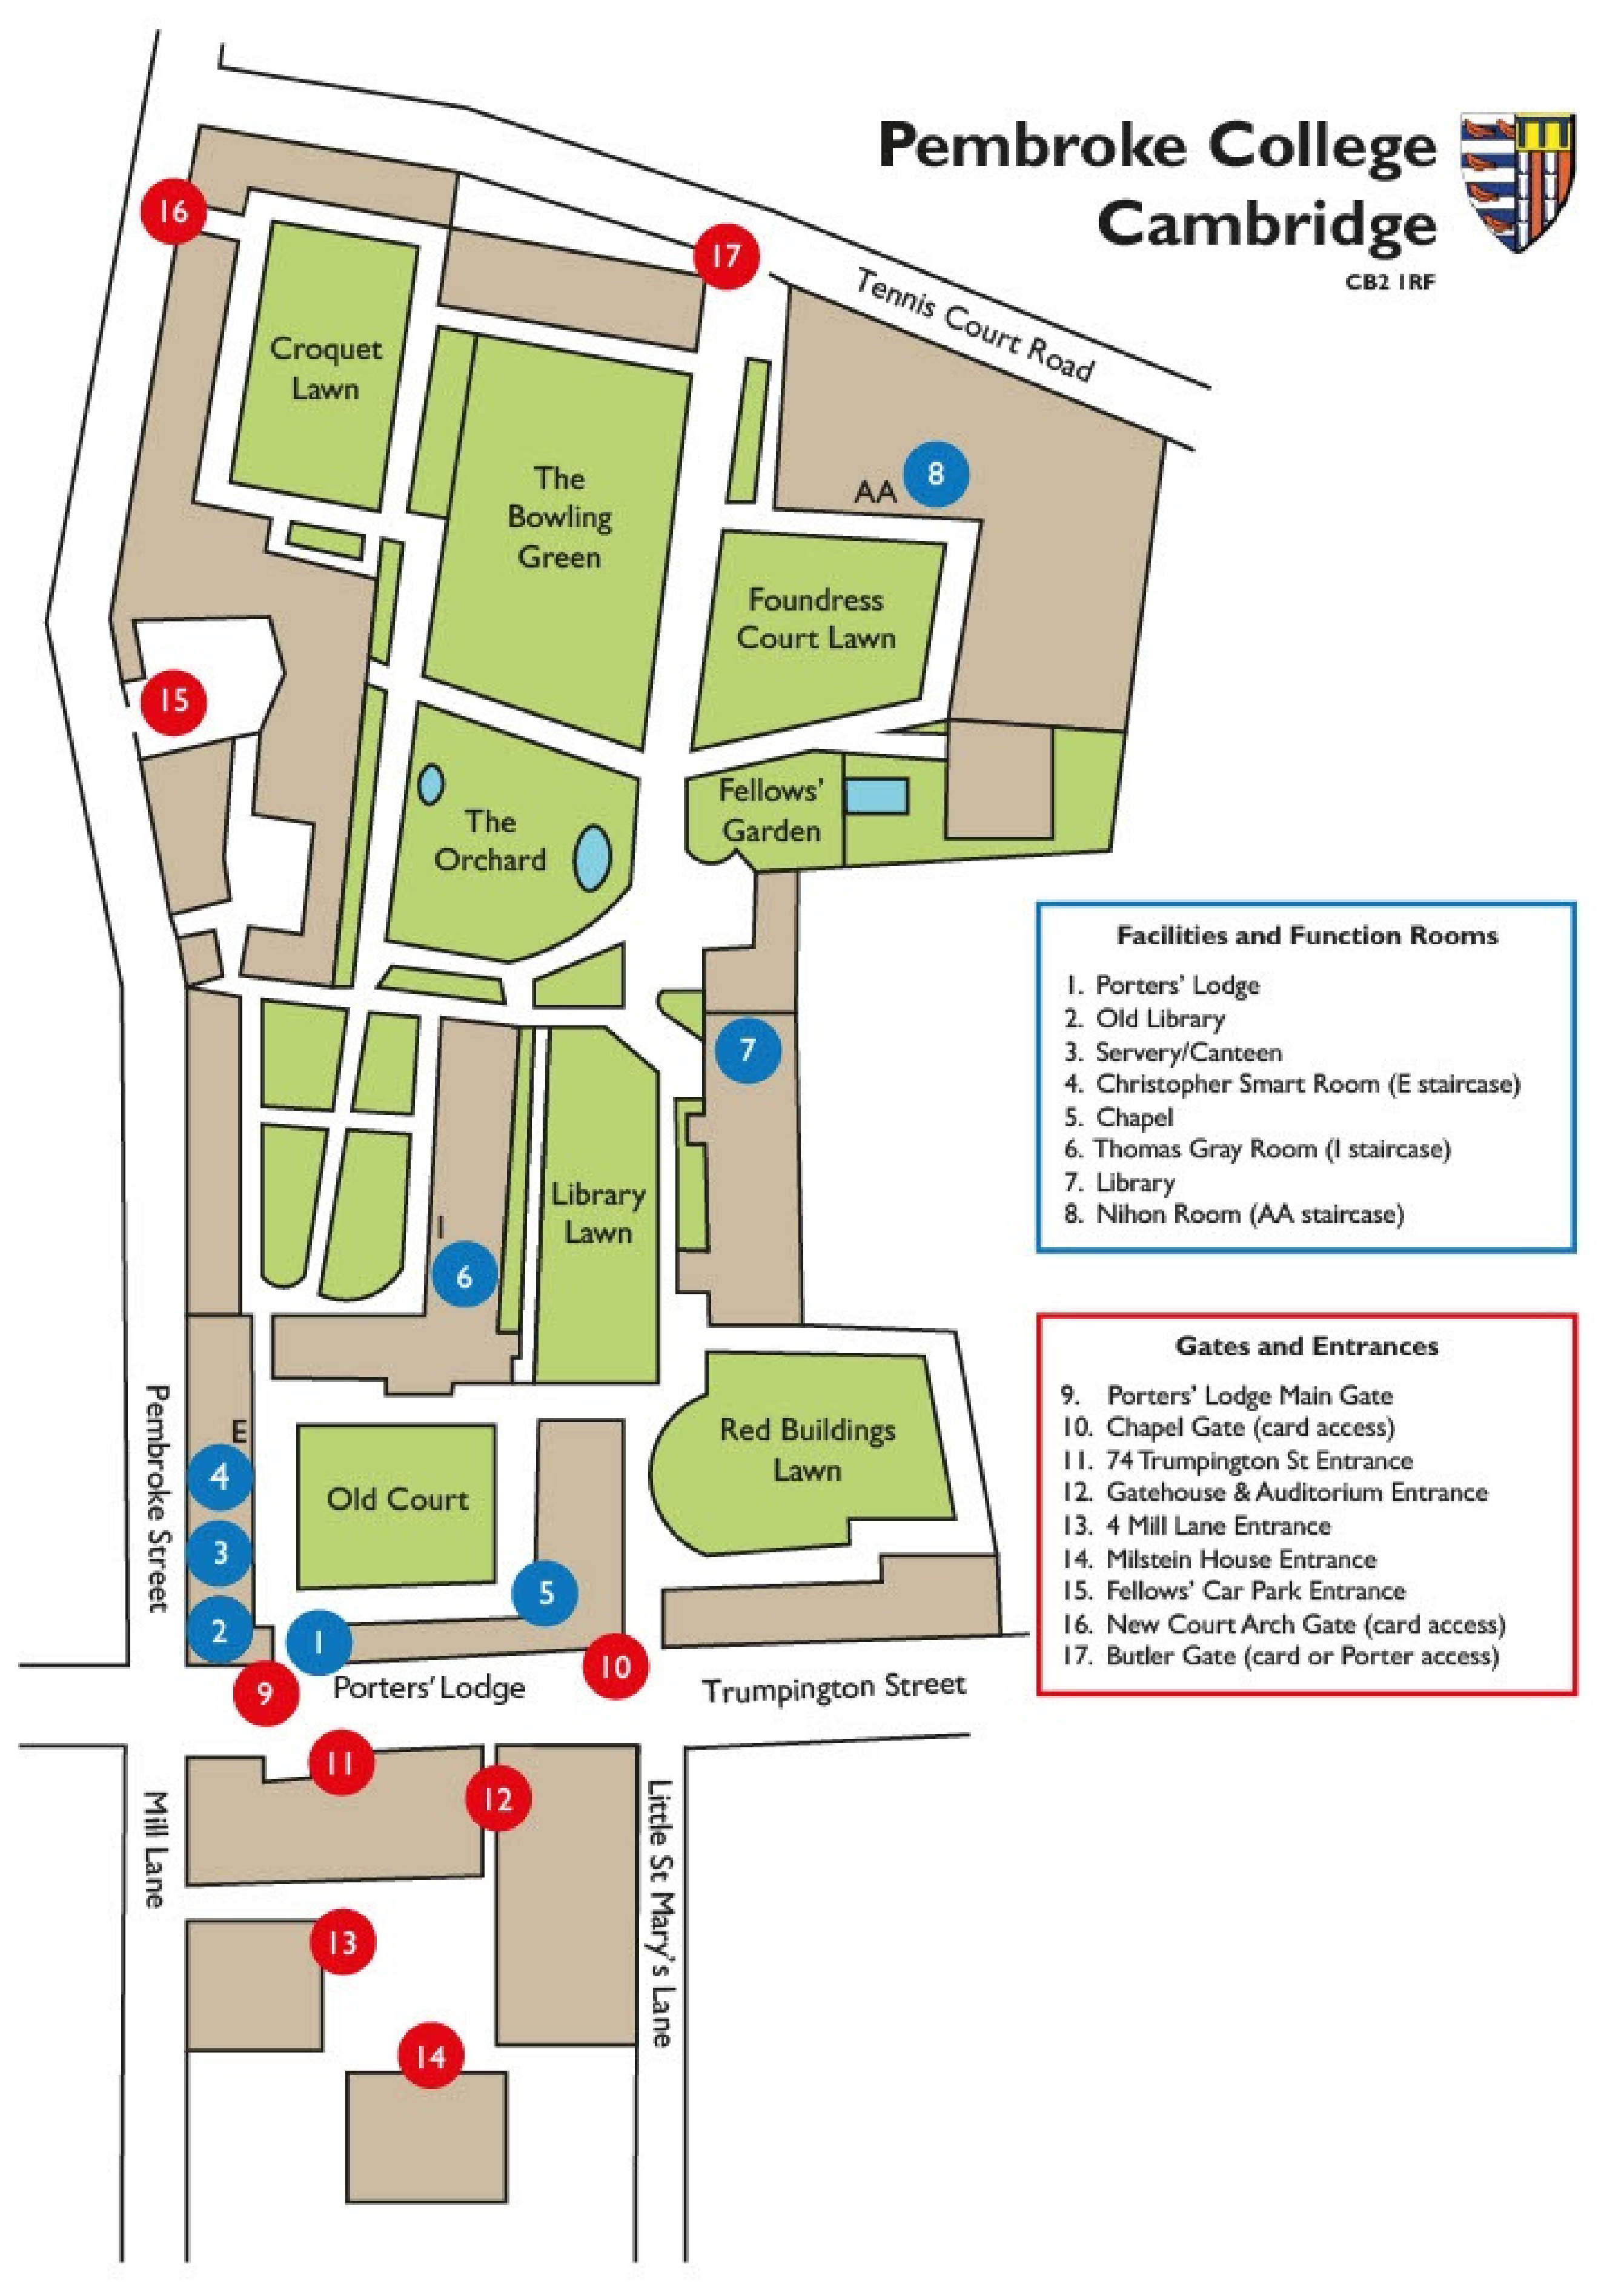 Pembroke College
Cambridge
CB2 1RF
16
17
Tennis Court Road
Croquet
Lawn
The
Bowling
Green
AA
8
Foundress
Court Lawn
15
Fellows'
Garden
The
Orchard
7
Library
Lawn
I
6
Pembroke Street
E
4
3
2
Old Court
Red Buildings
Lawn
5
1
9
Porters' Lodge
10
Trumpington Street
11
12
Mill Lane
Little St Mary's Lane
13
14
Facilities and Function Rooms
1. Porters' Lodge
2. Old Library
3. Servery/Canteen
4. Christopher Smart Room (E staircase)
5. Chapel
6. Thomas Gray Room (I staircase)
7. Library
8. Nihon Room (AA staircase)
Gates and Entrances
9. Porters' Lodge Main Gate
10. Chapel Gate (card access)
11. 74 Trumpington St Entrance
12. Gatehouse & Auditorium Entrance
13. 4 Mill Lane Entrance
14. Milstein House Entrance
15. Fellows' Car Park Entrance
16. New Court Arch Gate (card access)
17. Butler Gate (card or Porter access)